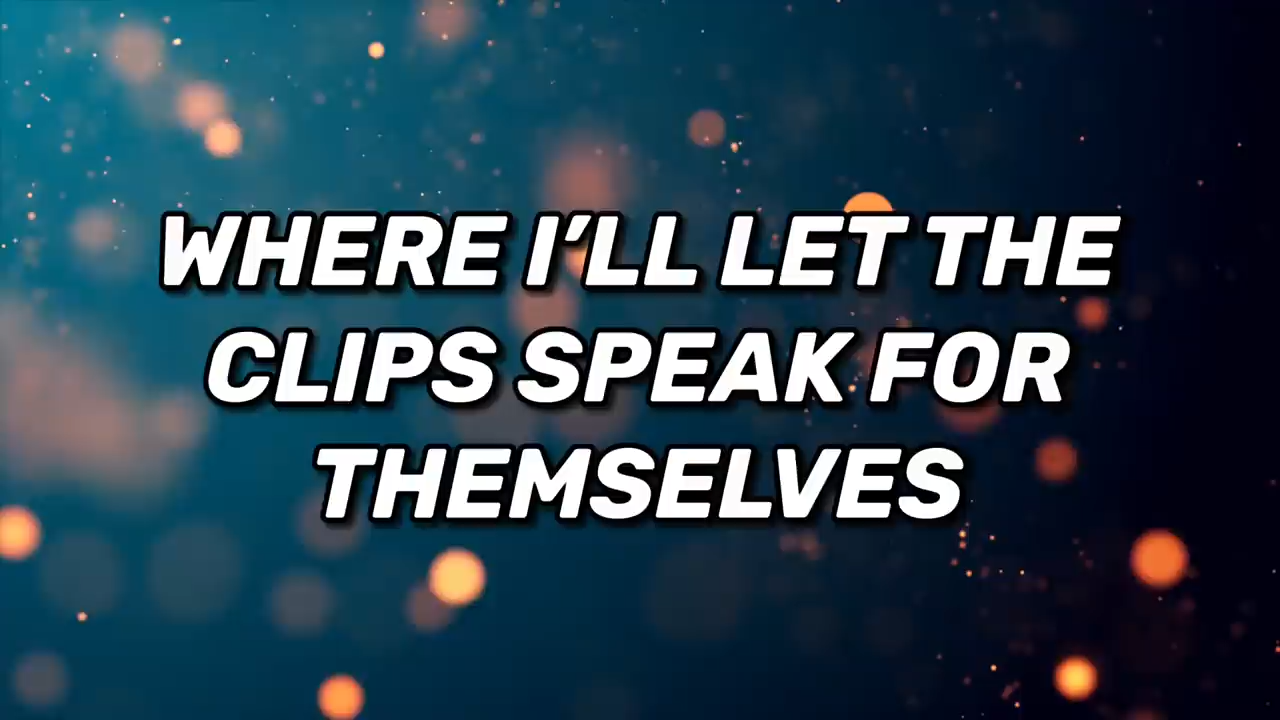 WHERE I’LL LET THE
CLIPS SPEAK FOR
THEMSELVES